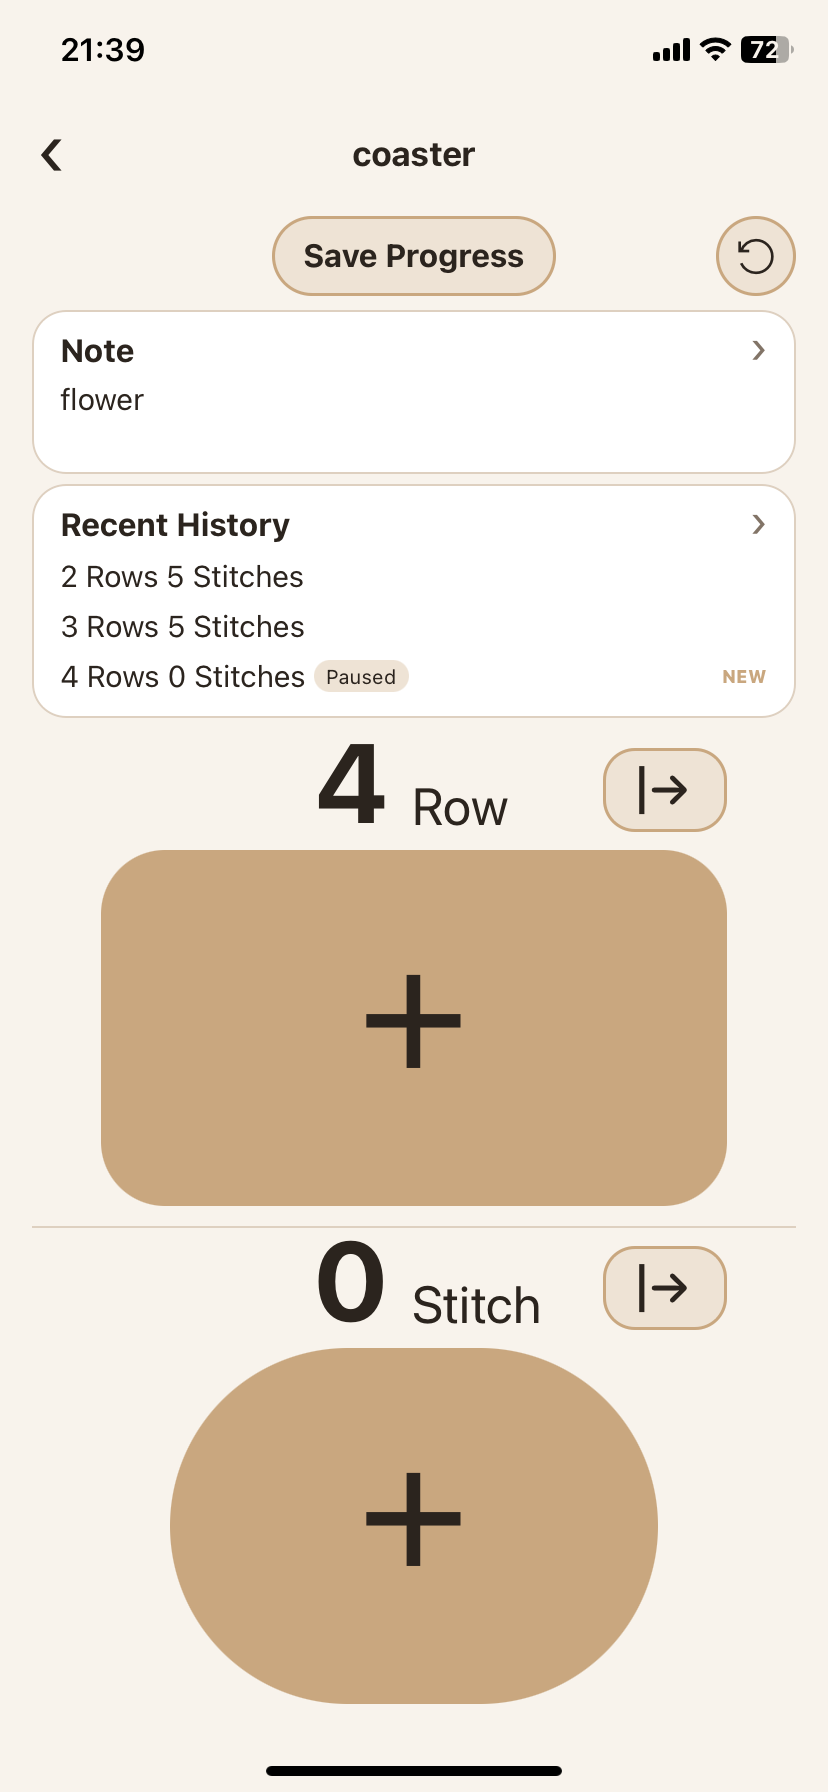 21:39
72
coaster
Save Progress
Note
flower
Recent History
2 Rows 5 Stitches
3 Rows 5 Stitches
4 Rows 0 Stitches Paused NEW
4 Row
0 Stitch